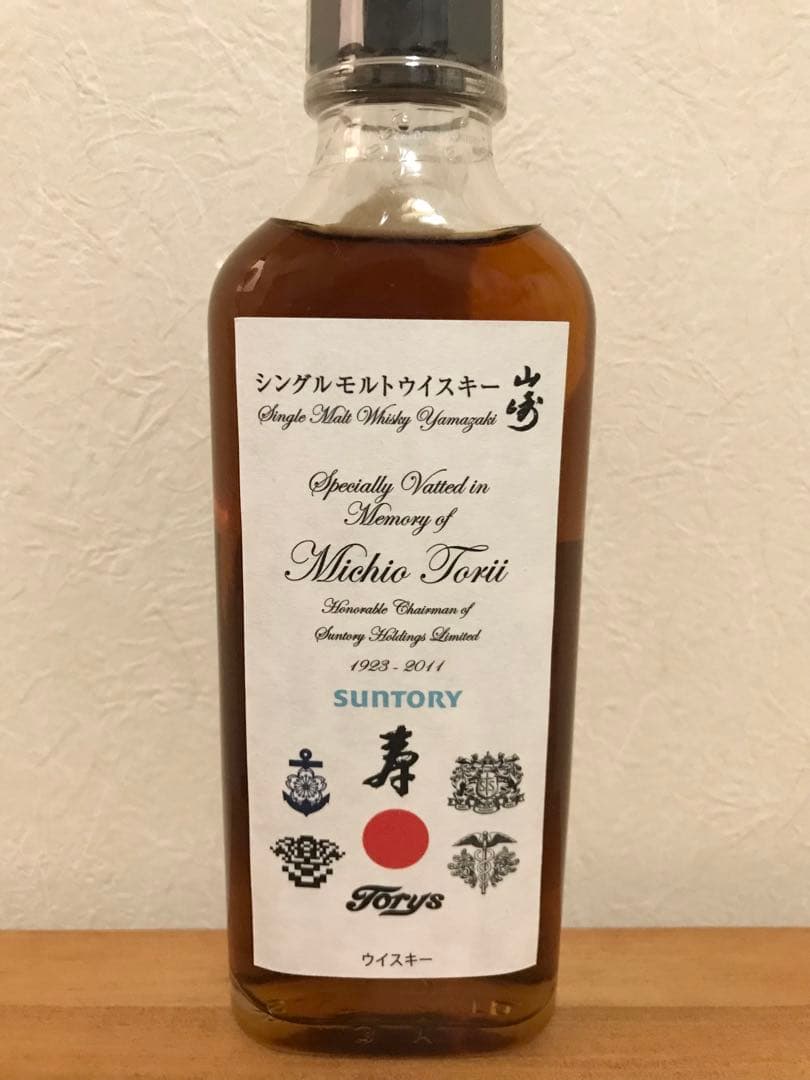 シングルモルトウイスキー 山崎
Single Malt Whisky Yamazaki
Specially Vatted in
Memory of
Michio Torii
Honorable Chairman of
Suntory Holdings Limited
1923 - 2011
SUNTORY
寿
Torys
ウイスキー